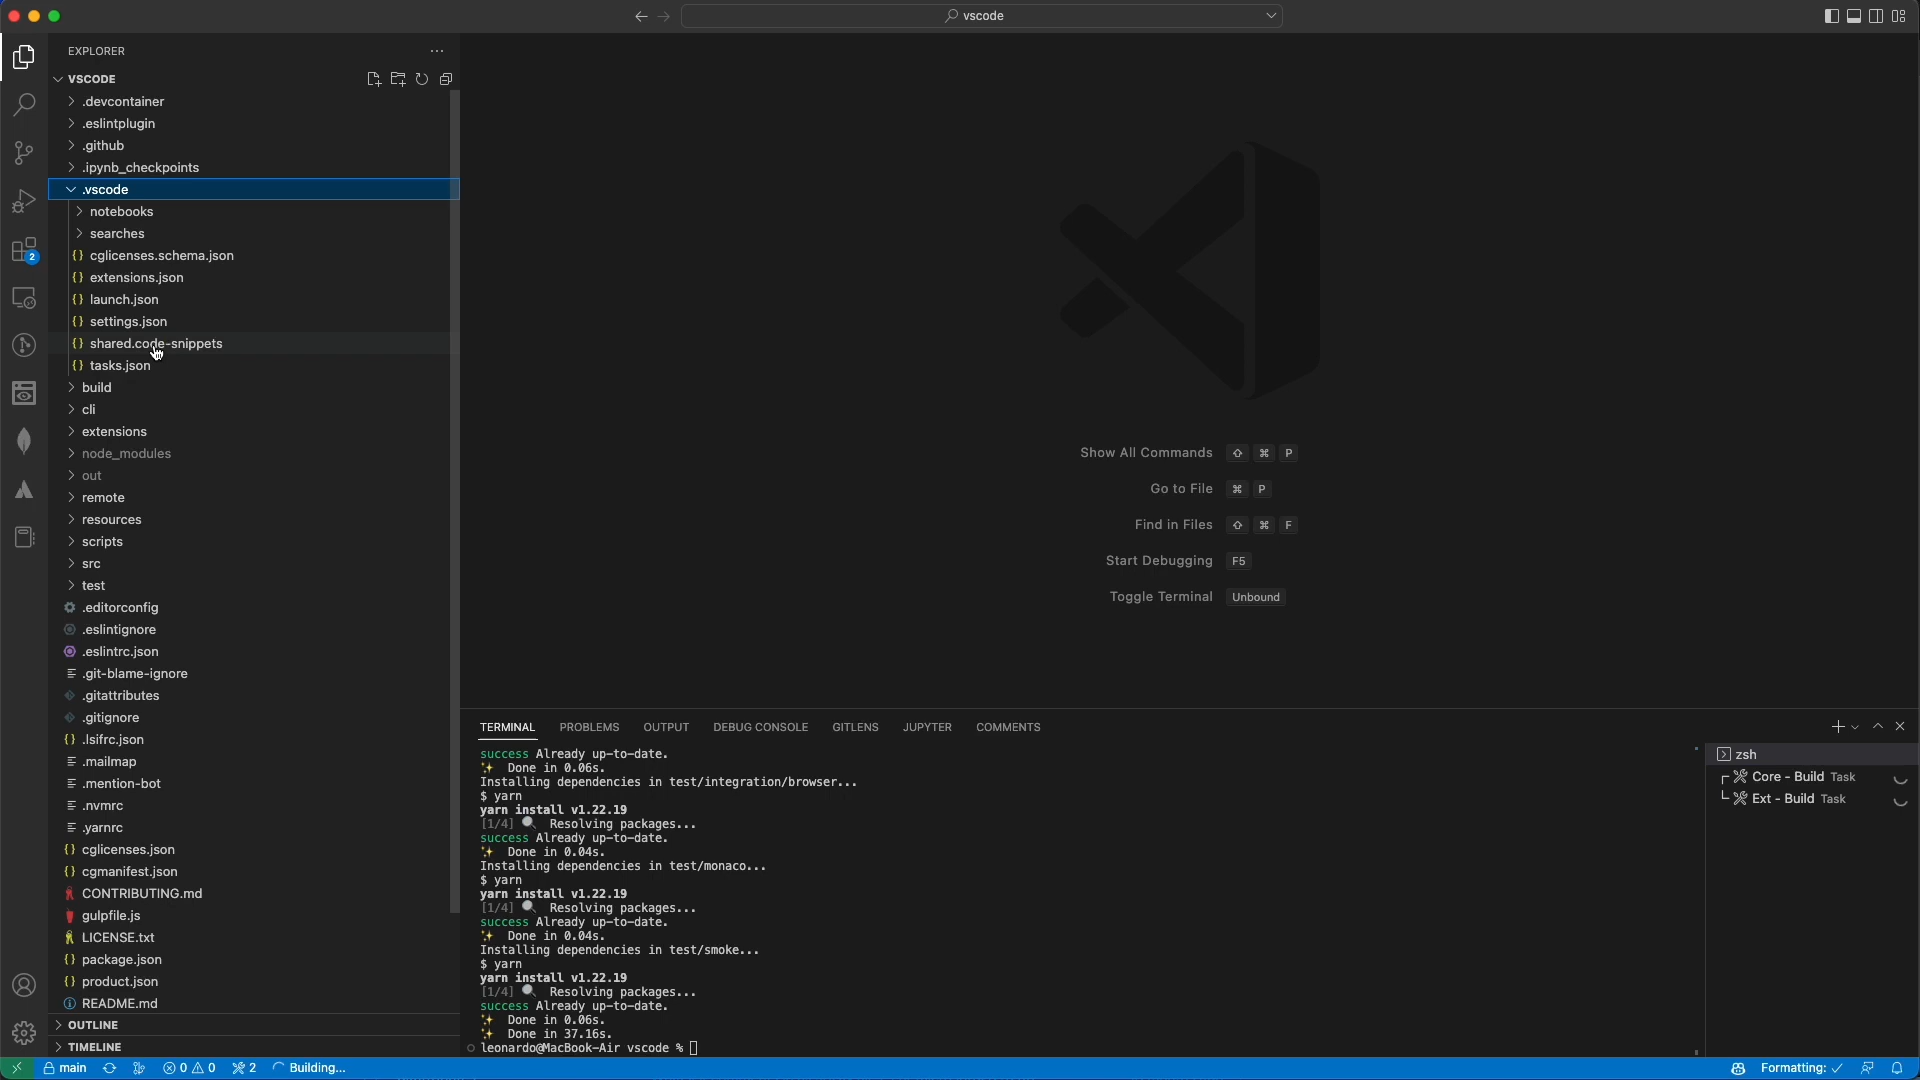 vscode
EXPLORER
VSCODE
.devcontainer
.eslintplugin
.github
.ipynb_checkpoints
.vscode
notebooks
searches
cglicenses.schema.json
extensions.json
launch.json
settings.json
shared.code-snippets
tasks.json
build
cli
extensions
node_modules
out
remote
resources
scripts
src
test
.editorconfig
.eslintignore
.eslintrc.json
.git-blame-ignore
.gitattributes
.gitignore
.lsifrc.json
.mailmap
.mention-bot
.nvmrc
.yarnrc
cglicenses.json
cgmanifest.json
CONTRIBUTING.md
gulpfile.js
LICENSE.txt
package.json
product.json
README.md
OUTLINE
TIMELINE
2
Show All Commands ⇧ ⌘ P
Go to File ⌘ P
Find in Files ⇧ ⌘ F
Start Debugging F5
Toggle Terminal Unbound
TERMINAL PROBLEMS OUTPUT DEBUG CONSOLE GITLENS JUPYTER COMMENTS
success Already up-to-date.
✨ Done in 0.06s.
Installing dependencies in test/integration/browser...
$ yarn
yarn install v1.22.19
[1/4] 🔍 Resolving packages...
success Already up-to-date.
✨ Done in 0.04s.
Installing dependencies in test/monaco...
$ yarn
yarn install v1.22.19
[1/4] 🔍 Resolving packages...
success Already up-to-date.
✨ Done in 0.04s.
Installing dependencies in test/smoke...
$ yarn
yarn install v1.22.19
[1/4] 🔍 Resolving packages...
success Already up-to-date.
✨ Done in 0.06s.
✨ Done in 37.16s.
leonardo@MacBook-Air vscode %
zsh
Core - Build Task
Ext - Build Task
main 0 0 2 Building... Formatting: ✓